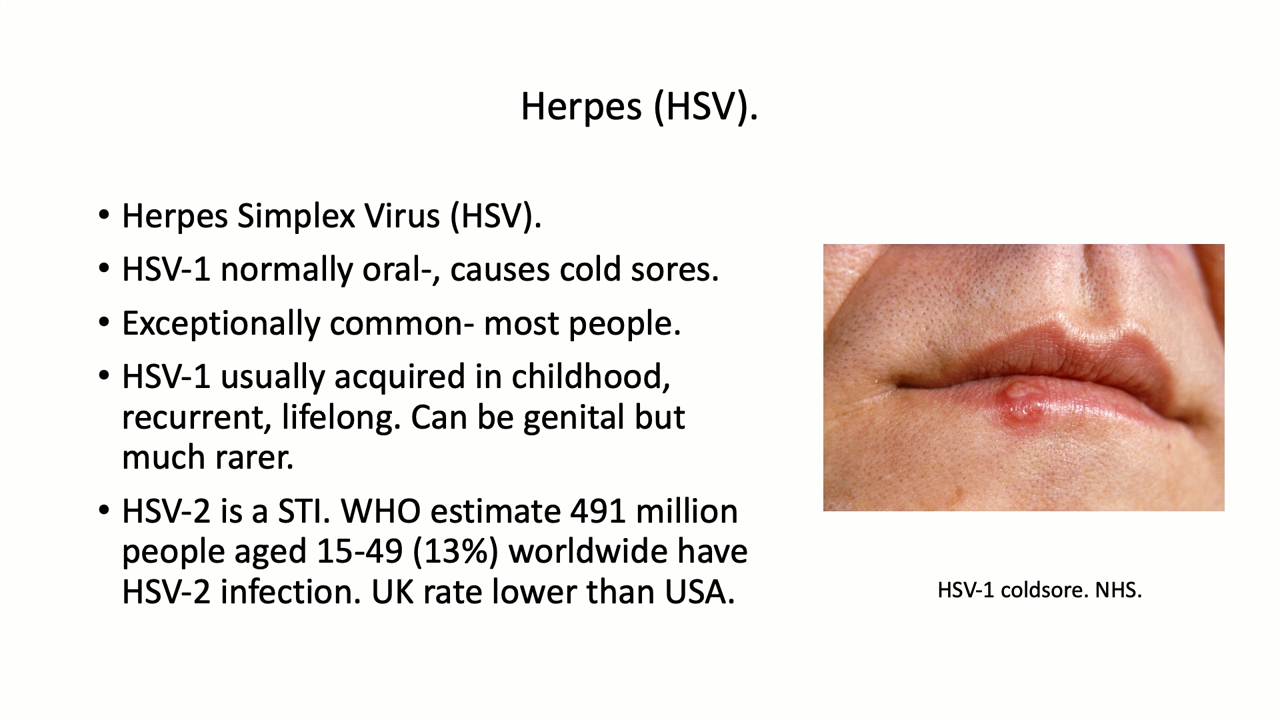 Herpes (HSV).
• Herpes Simplex Virus (HSV).
• HSV-1 normally oral-, causes cold sores.
• Exceptionally common- most people.
• HSV-1 usually acquired in childhood,
recurrent, lifelong. Can be genital but
much rarer.
• HSV-2 is a STI. WHO estimate 491 million
people aged 15-49 (13%) worldwide have
HSV-2 infection. UK rate lower than USA.
HSV-1 coldsore. NHS.